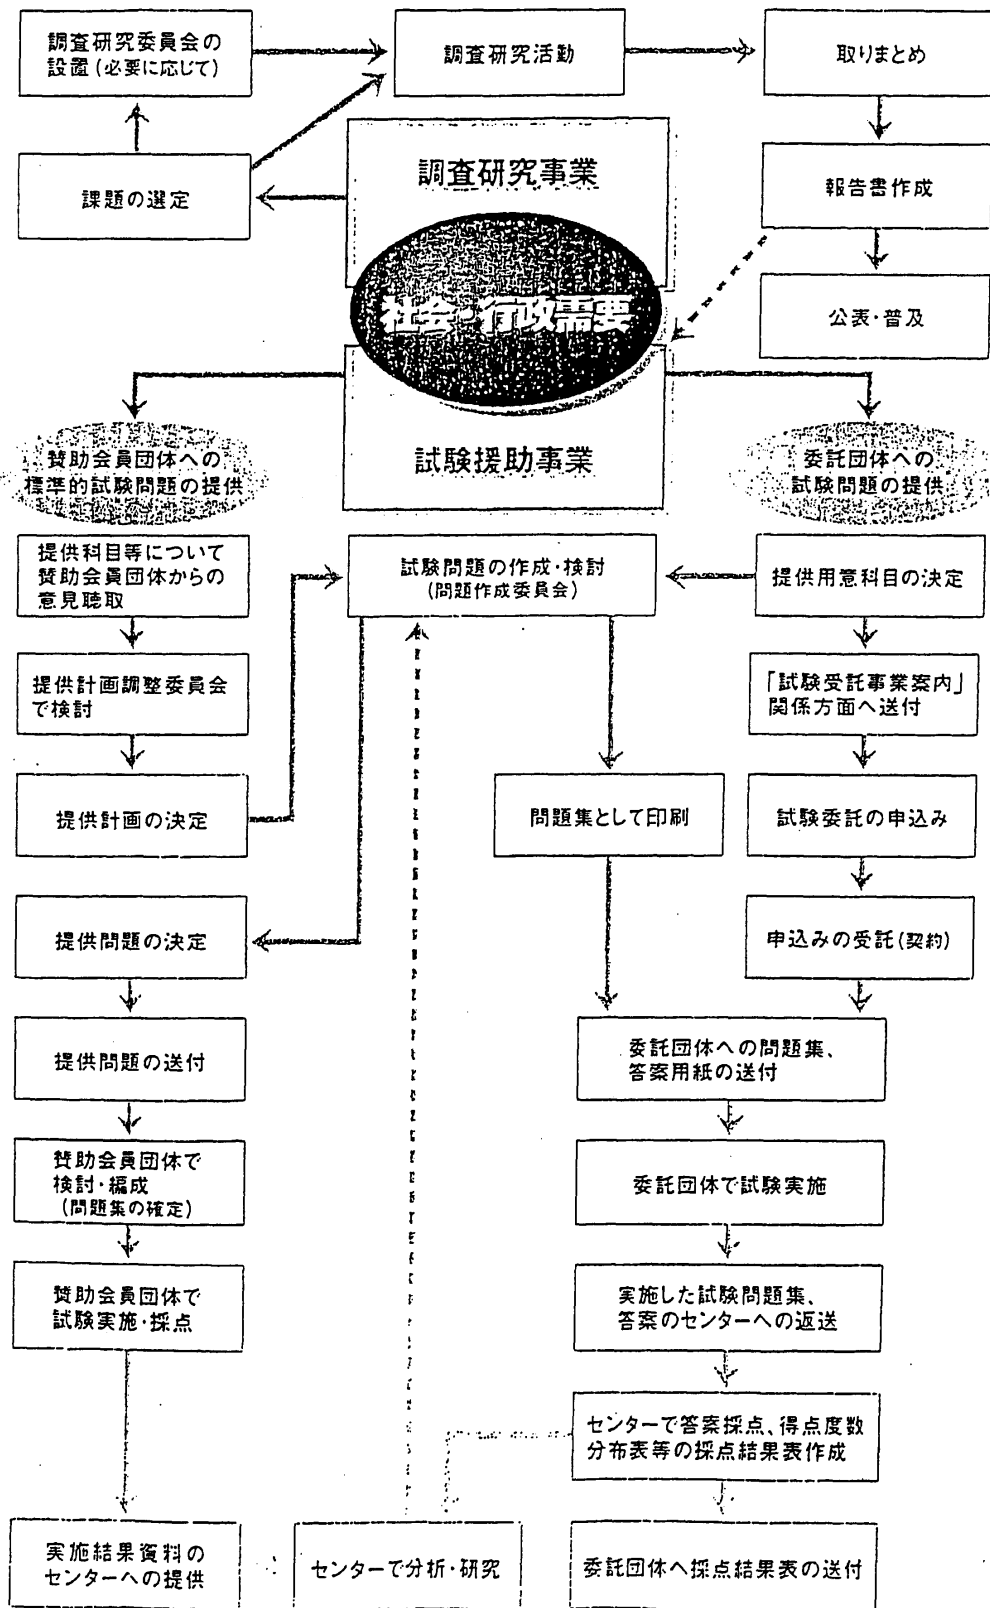 調査研究委員会の
設置(必要に応じて)
調査研究活動
取りまとめ
課題の選定
調査研究事業
報告書作成
社会・行政需要
公表・普及
試験援助事業
賛助会員団体への
標準的試験問題の提供
委託団体への
試験問題の提供
提供科目等について
賛助会員団体からの
意見聴取
試験問題の作成・検討
(問題作成委員会)
提供用意科目の決定
提供計画調整委員会
で検討
「試験受託事業案内」
関係方面へ送付
提供計画の決定
問題集として印刷
試験委託の申込み
提供問題の決定
申込みの受託(契約)
提供問題の送付
委託団体への問題集、
答案用紙の送付
賛助会員団体で
検討・編成
(問題集の確定)
委託団体で試験実施
賛助会員団体で
試験実施・採点
実施した試験問題集、
答案のセンターへの返送
センターで答案採点、得点度数
分布表等の採点結果表作成
実施結果資料の
センターへの提供
センターで分析・研究
委託団体へ採点結果表の送付